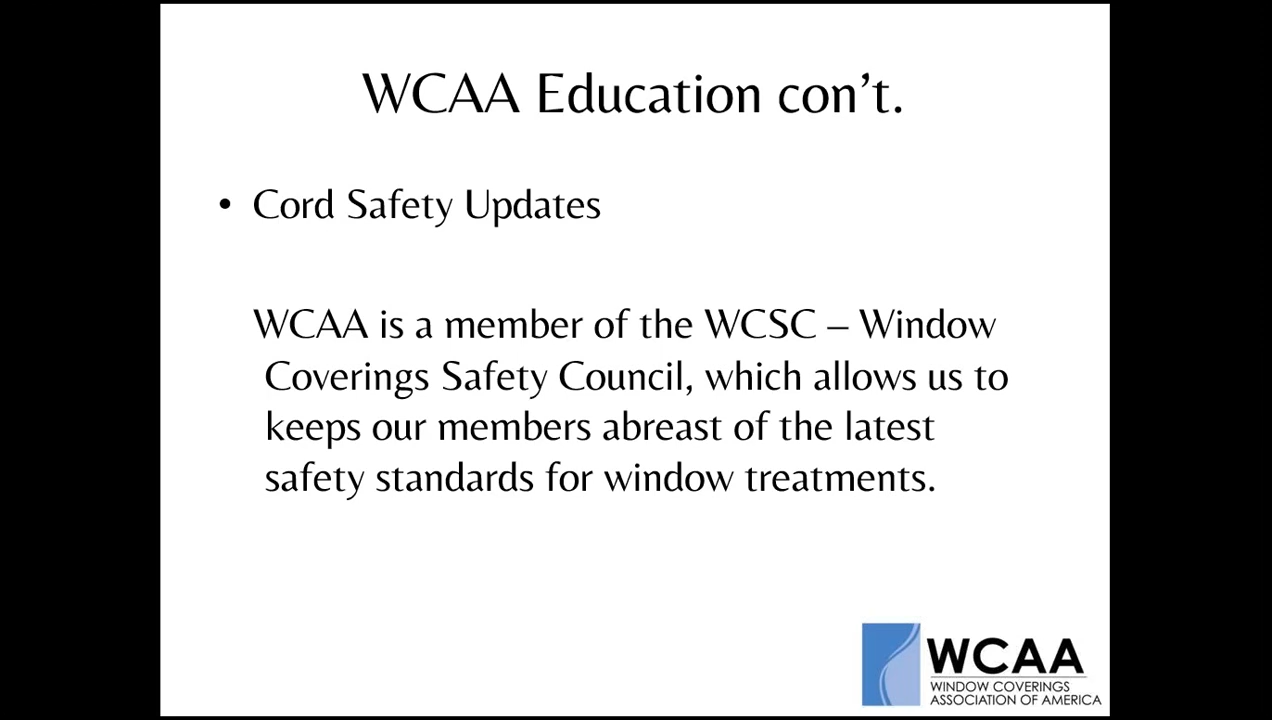 WCAA Education con’t.
• Cord Safety Updates
WCAA is a member of the WCSC – Window
Coverings Safety Council, which allows us to
keeps our members abreast of the latest
safety standards for window treatments.
WCAA
WINDOW COVERINGS
ASSOCIATION OF AMERICA